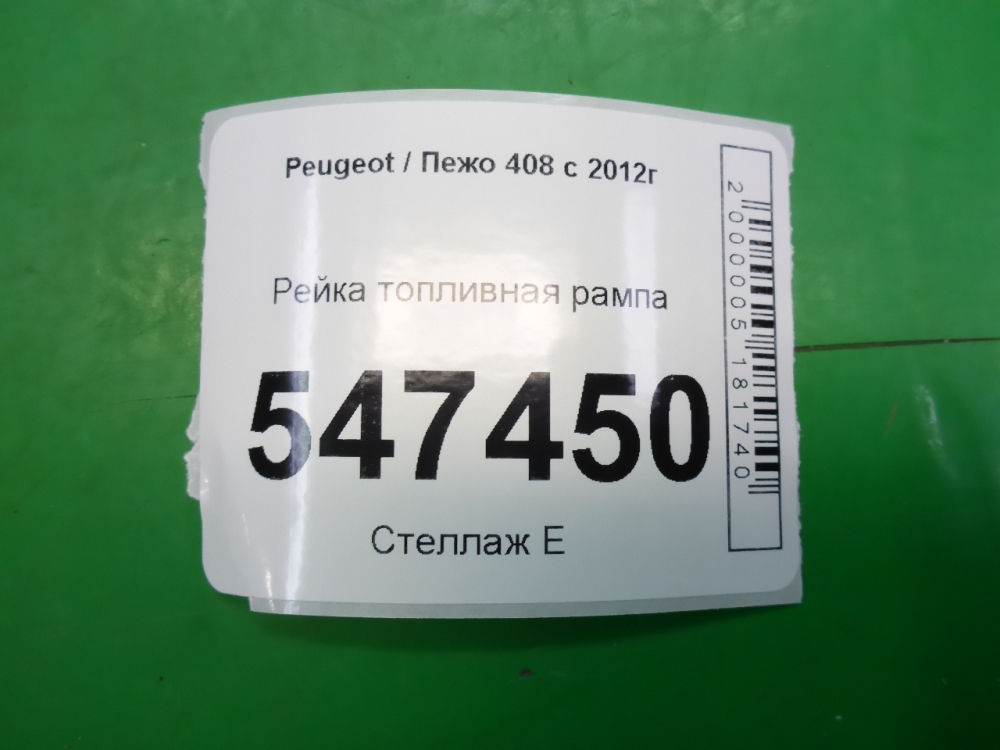 Peugeot / Пежо 408 с 2012г
Рейка топливная рампа
547450
Стеллаж Е
2000005181740